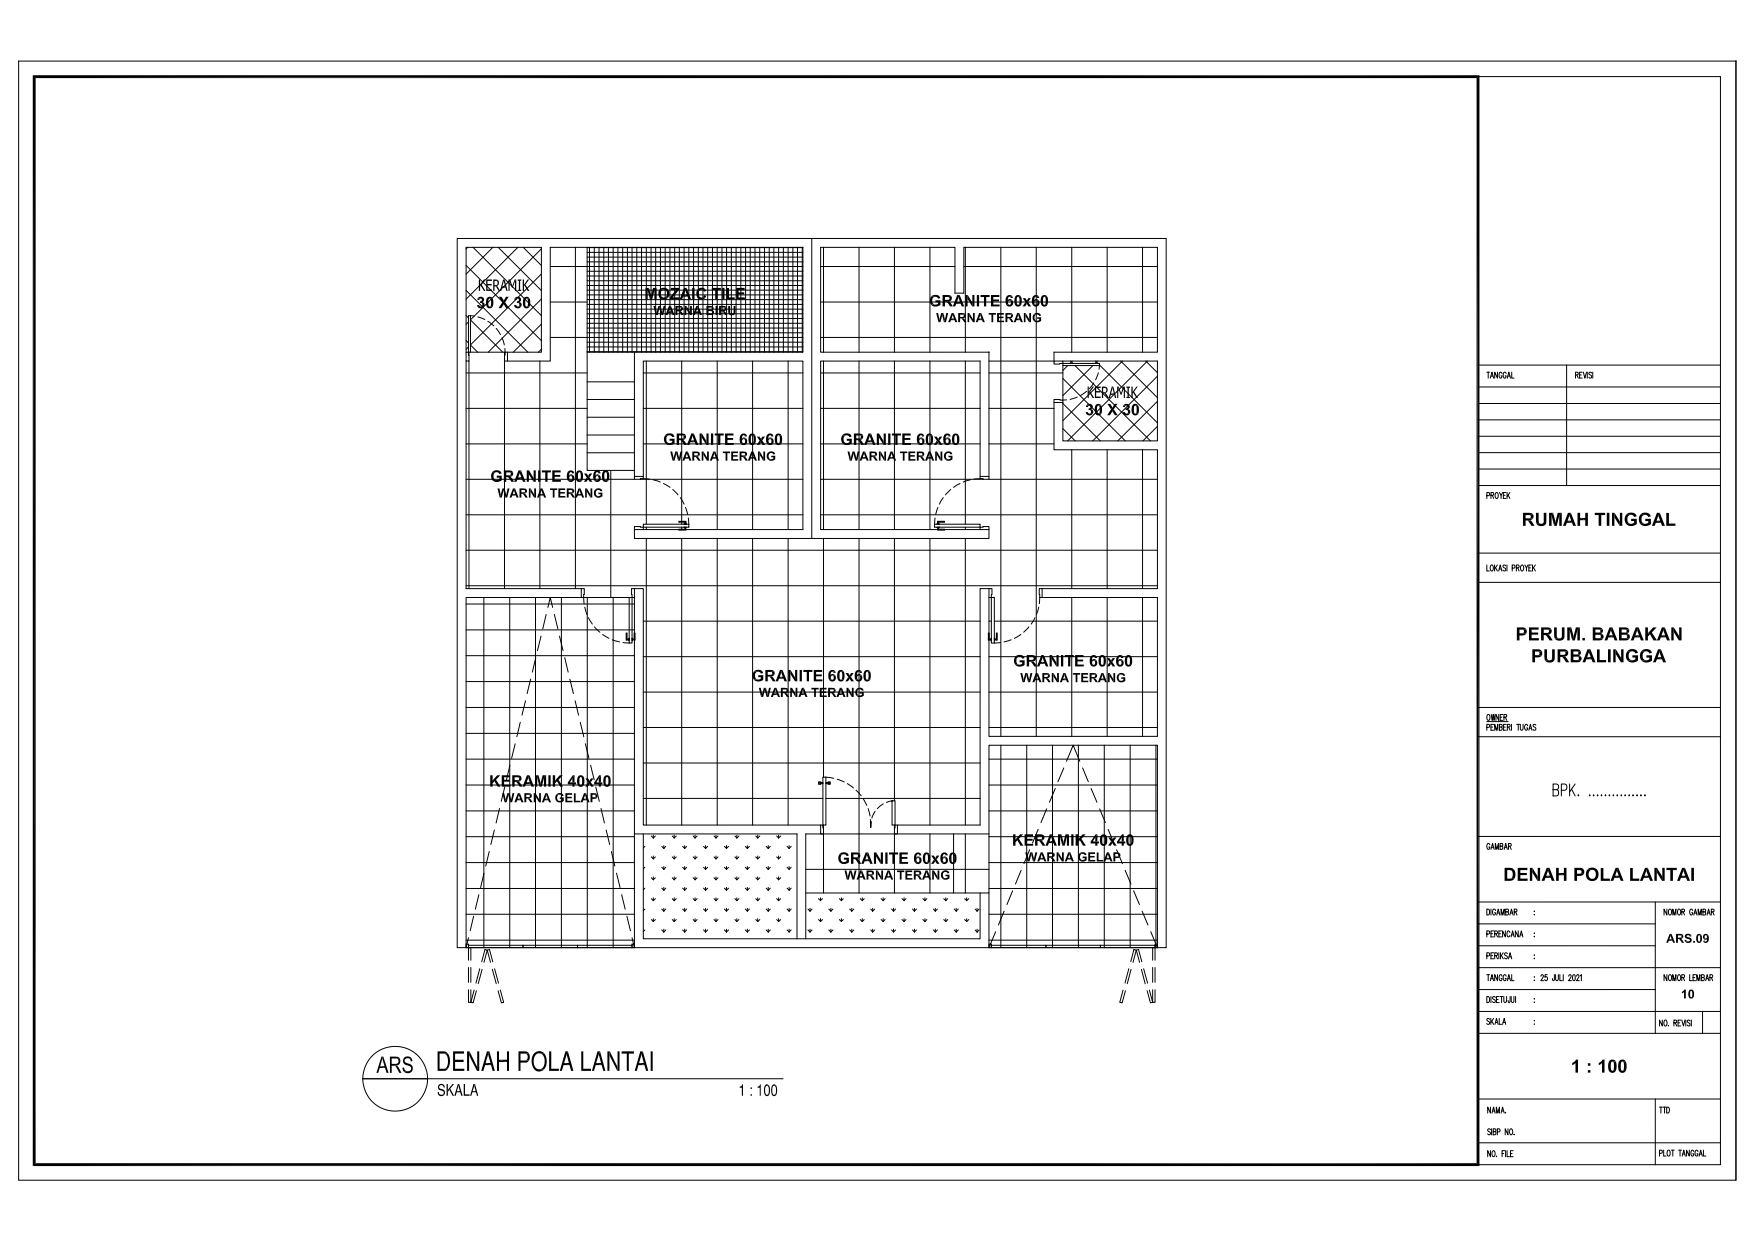 KERAMIK
30 X 30
MOZAIC TILE
WARNA BIRU
GRANITE 60x60
WARNA TERANG
KERAMIK
30 X 30
GRANITE 60x60
WARNA TERANG
GRANITE 60x60
WARNA TERANG
GRANITE 60x60
WARNA TERANG
GRANITE 60x60
WARNA TERANG
GRANITE 60x60
WARNA TERANG
KERAMIK 40x40
WARNA GELAP
KERAMIK 40x40
WARNA GELAP
GRANITE 60x60
WARNA TERANG
ARS
DENAH POLA LANTAI
SKALA 1 : 100
TANGGAL REVISI
PROYEK
RUMAH TINGGAL
LOKASI PROYEK
PERUM. BABAKAN
PURBALINGGA
OWNER
PEMBERI TUGAS
BPK. ...............
GAMBAR
DENAH POLA LANTAI
DIGAMBAR :
NOMOR GAMBAR
PERENCANA :
ARS.09
PERIKSA :
TANGGAL : 25 JULI 2021
NOMOR LEMBAR
DISETUJUI :
10
SKALA :
NO. REVISI
1 : 100
NAMA.
TTD
SIBP NO.
NO. FILE
PLOT TANGGAL